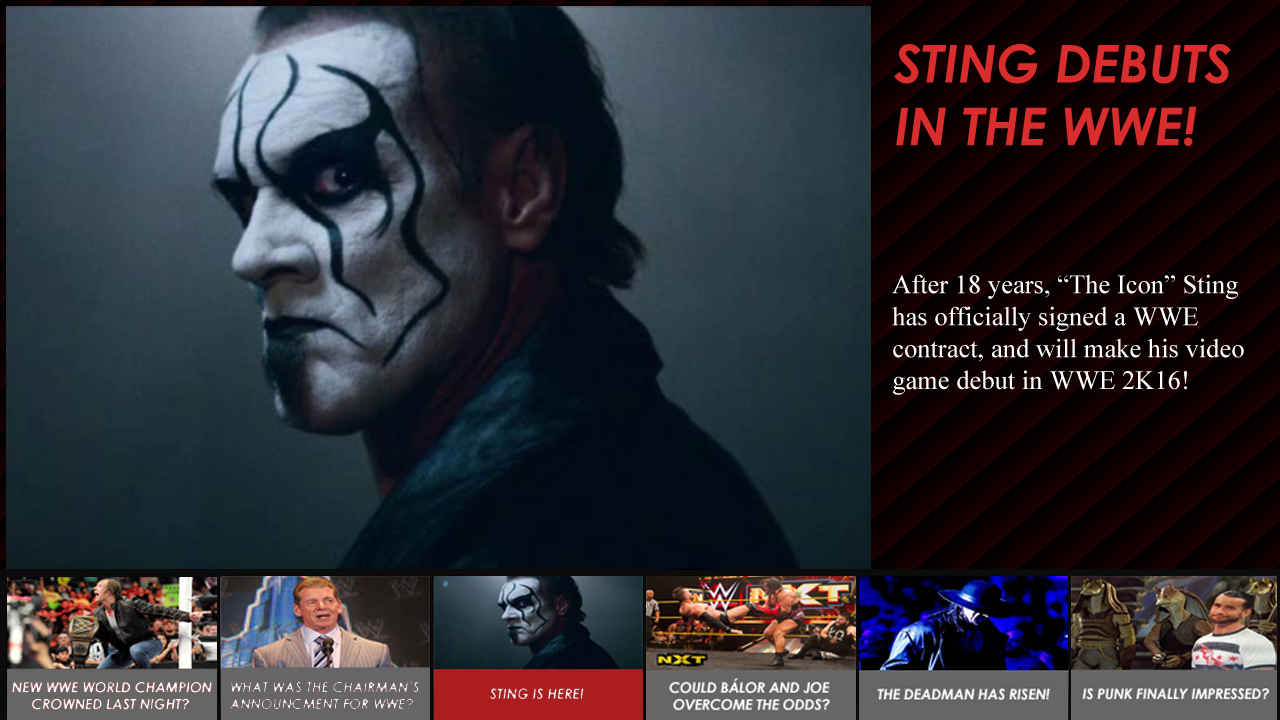 STING DEBUTS
IN THE WWE!
After 18 years, “The Icon” Sting
has officially signed a WWE
contract, and will make his video
game debut in WWE 2K16!
NXT
NXT
NEW WWE WORLD CHAMPION
CROWNED LAST NIGHT?
WHAT WAS THE CHAIRMAN'S
ANNOUNCMENT FOR WWE?
STING IS HERE!
COULD BÁLOR AND JOE
OVERCOME THE ODDS?
THE DEADMAN HAS RISEN!
IS PUNK FINALLY IMPRESSED?